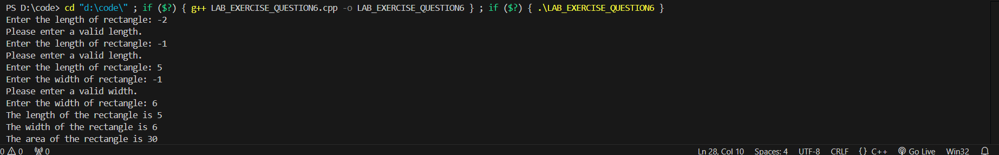 PS D:\code> cd "d:\code\" ; if ($?) { g++ LAB_EXERCISE_QUESTION6.cpp -o LAB_EXERCISE_QUESTION6 } ; if ($?) { .\LAB_EXERCISE_QUESTION6 }
Enter the length of rectangle: -2
Please enter a valid length.
Enter the length of rectangle: -1
Please enter a valid length.
Enter the length of rectangle: 5
Enter the width of rectangle: -1
Please enter a valid width.
Enter the width of rectangle: 6
The length of the rectangle is 5
The width of the rectangle is 6
The area of the rectangle is 30
0 0 0 Ln 28, Col 10 Spaces: 4 UTF-8 CRLF {} C++ Go Live Win32